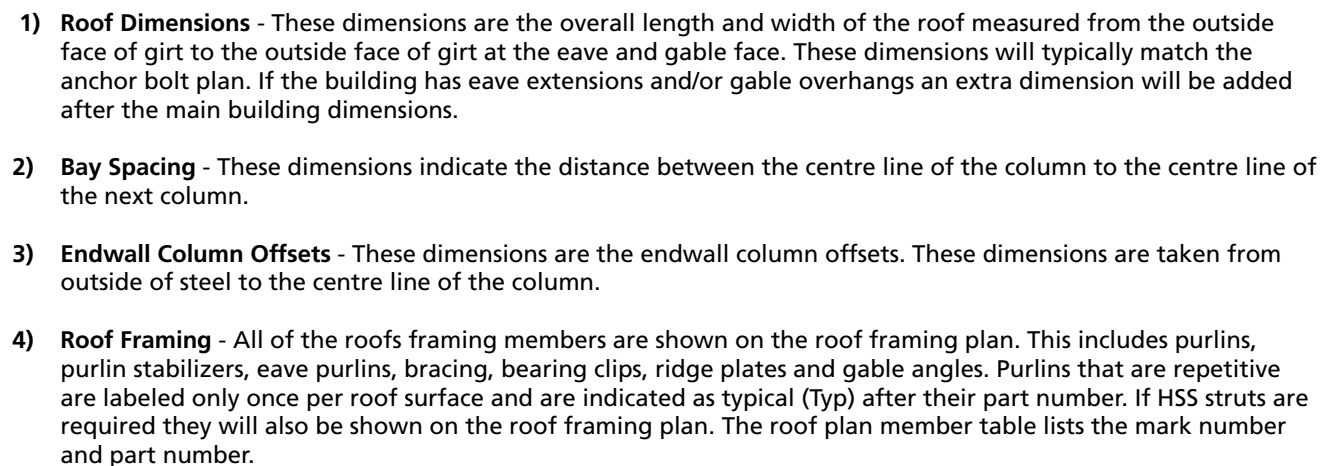 1) Roof Dimensions - These dimensions are the overall length and width of the roof measured from the outside
face of girt to the outside face of girt at the eave and gable face. These dimensions will typically match the
anchor bolt plan. If the building has eave extensions and/or gable overhangs an extra dimension will be added
after the main building dimensions.
2) Bay Spacing - These dimensions indicate the distance between the centre line of the column to the centre line of
the next column.
3) Endwall Column Offsets - These dimensions are the endwall column offsets. These dimensions are taken from
outside of steel to the centre line of the column.
4) Roof Framing - All of the roofs framing members are shown on the roof framing plan. This includes purlins,
purlin stabilizers, eave purlins, bracing, bearing clips, ridge plates and gable angles. Purlins that are repetitive
are labeled only once per roof surface and are indicated as typical (Typ) after their part number. If HSS struts are
required they will also be shown on the roof framing plan. The roof plan member table lists the mark number
and part number.